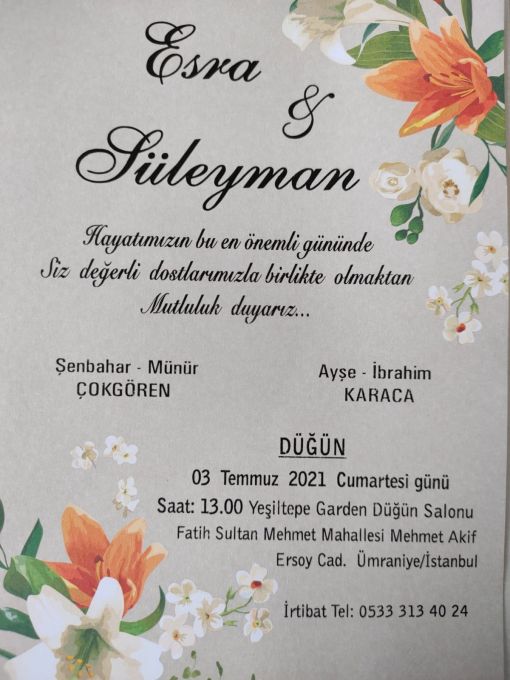 Esra
&
Süleyman
Hayatımızın bu en önemli gününde
Siz değerli dostlarımızla birlikte olmaktan
Mutluluk duyarız...
Şenbahar - Münür
ÇOKGÖREN
Ayşe - İbrahim
KARACA
DÜĞÜN
03 Temmuz 2021 Cumartesi günü
Saat: 13.00 Yeşiltepe Garden Düğün Salonu
Fatih Sultan Mehmet Mahallesi Mehmet Akif
Ersoy Cad. Ümraniye/İstanbul
İrtibat Tel: 0533 313 40 24